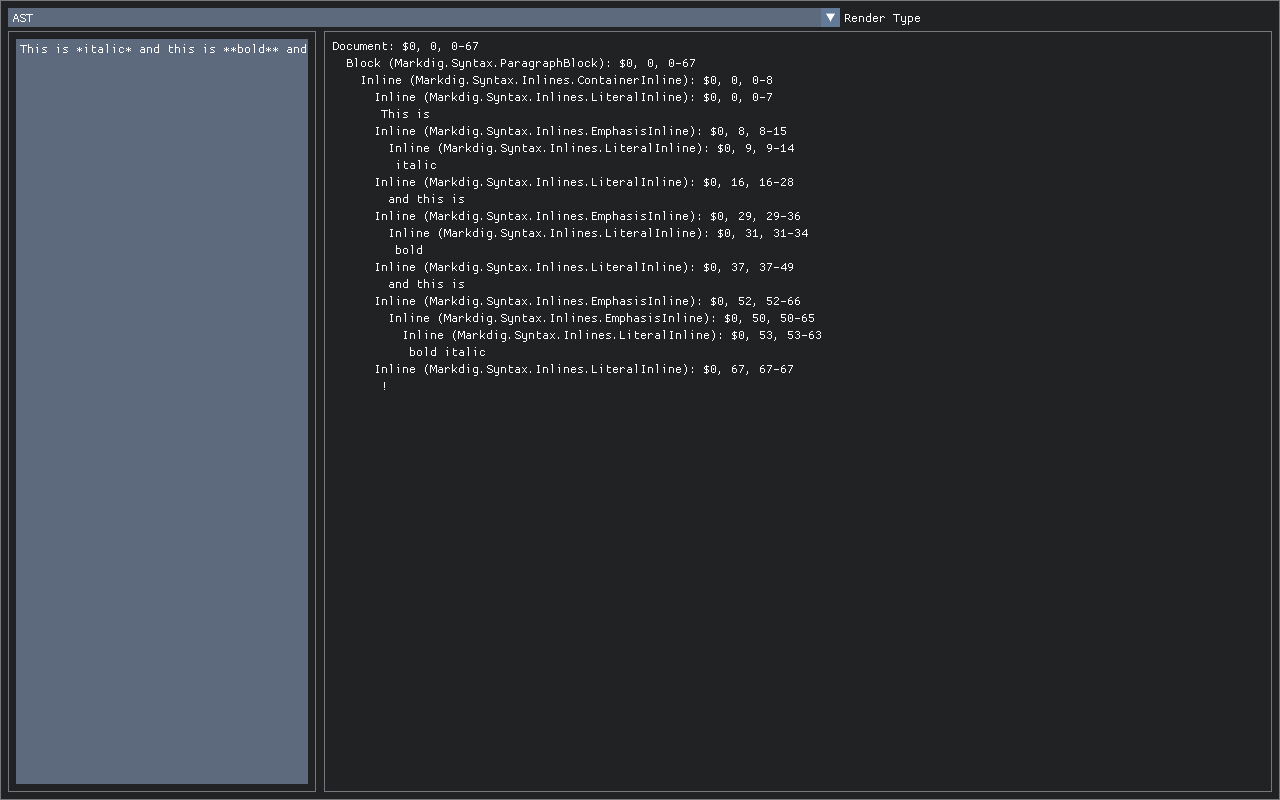 AST
Render Type
This is *italic* and this is **bold** and
Document: $0, 0, 0-67
Block (Markdig.Syntax.ParagraphBlock): $0, 0, 0-67
Inline (Markdig.Syntax.Inlines.ContainerInline): $0, 0, 0-8
Inline (Markdig.Syntax.Inlines.LiteralInline): $0, 0, 0-7
This is
Inline (Markdig.Syntax.Inlines.EmphasisInline): $0, 8, 8-15
Inline (Markdig.Syntax.Inlines.LiteralInline): $0, 9, 9-14
italic
Inline (Markdig.Syntax.Inlines.LiteralInline): $0, 16, 16-28
and this is
Inline (Markdig.Syntax.Inlines.EmphasisInline): $0, 29, 29-36
Inline (Markdig.Syntax.Inlines.LiteralInline): $0, 31, 31-34
bold
Inline (Markdig.Syntax.Inlines.LiteralInline): $0, 37, 37-49
and this is
Inline (Markdig.Syntax.Inlines.EmphasisInline): $0, 52, 52-66
Inline (Markdig.Syntax.Inlines.EmphasisInline): $0, 50, 50-65
Inline (Markdig.Syntax.Inlines.LiteralInline): $0, 53, 53-63
bold italic
Inline (Markdig.Syntax.Inlines.LiteralInline): $0, 67, 67-67
!